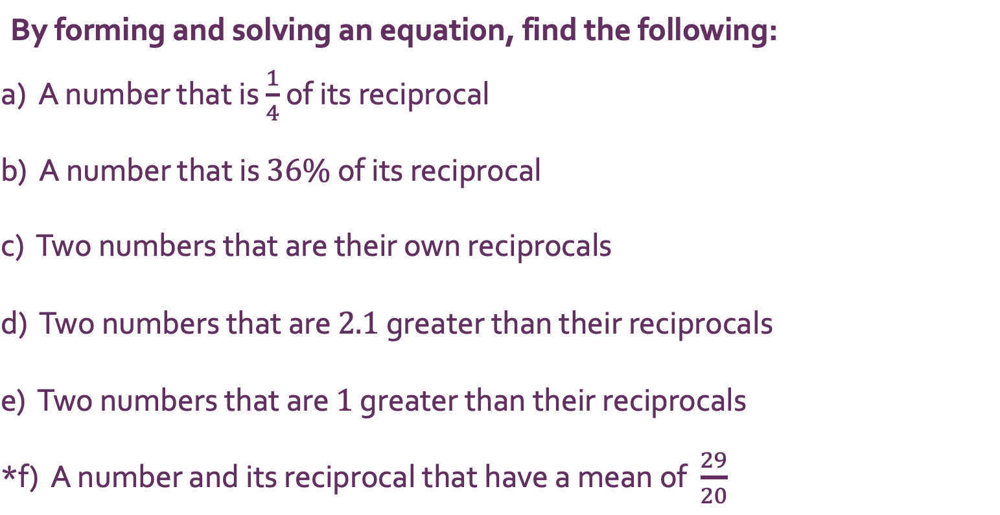 By forming and solving an equation, find the following:
a) A number that is 1/4 of its reciprocal
b) A number that is 36% of its reciprocal
c) Two numbers that are their own reciprocals
d) Two numbers that are 2.1 greater than their reciprocals
e) Two numbers that are 1 greater than their reciprocals
*f) A number and its reciprocal that have a mean of 29/20